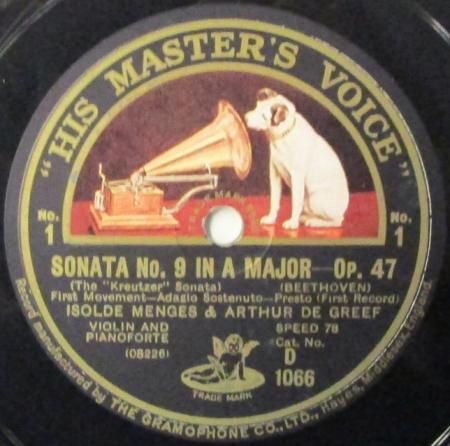 "HIS MASTER'S VOICE"
TRADE MARK
No. 1
No. 1
SONATA No. 9 IN A MAJOR—OP. 47
(The "Kreutzer" Sonata) (BEETHOVEN)
First Movement—Adagio Sostenuto—Presto (First Record)
ISOLDE MENGES & ARTHUR DE GREEF
VIOLIN AND PIANOFORTE
SPEED 78
(08226)
Cat. No.
D 1066
TRADE MARK
Record manufactured by THE GRAMOPHONE CO., LTD., Hayes, Middlesex, England.